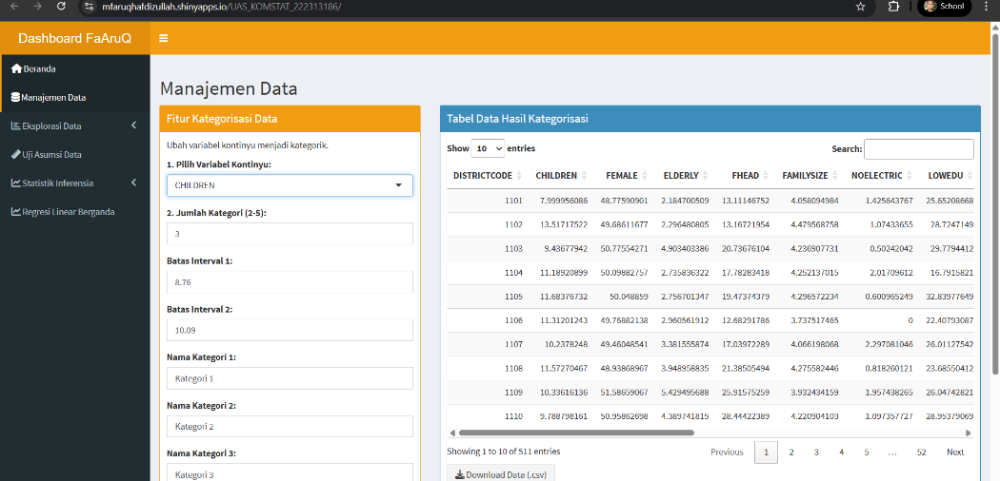 mfaruqhafdizullah.shinyapps.io/UAS_KOMSTAT_222313186/
School
Dashboard FaAruQ
Beranda
Manajemen Data
Eksplorasi Data
Uji Asumsi Data
Statistik Inferensia
Regresi Linear Berganda
Manajemen Data
Fitur Kategorisasi Data
Ubah variabel kontinyu menjadi kategorik.
1. Pilih Variabel Kontinyu:
CHILDREN
2. Jumlah Kategori (2-5):
3
Batas Interval 1:
8.76
Batas Interval 2:
10.09
Nama Kategori 1:
Kategori 1
Nama Kategori 2:
Kategori 2
Nama Kategori 3:
Kategori 3
Tabel Data Hasil Kategorisasi
Show 10 entries Search:
DISTRICTCODE CHILDREN FEMALE ELDERLY FHEAD FAMILYSIZE NOELECTRIC LOWEDU
1101 7.999956086 48.77590901 2.184700509 13.11146752 4.058094984 1.425643767 25.65208668
1102 13.51717522 49.68611677 2.296480805 13.16721954 4.479568758 1.07433655 28.7247149
1103 9.43677942 50.77554271 4.903403386 20.73676104 4.236907731 0.50242042 29.7794412
1104 11.18920899 50.09882757 2.735836322 17.78283418 4.252137015 2.01709612 16.7915821
1105 11.68376732 50.048859 2.756701347 19.47374379 4.296572234 0.600965249 32.83977649
1106 11.31201243 49.76882138 2.960561912 12.68291786 3.737517465 0 22.40793087
1107 10.2378248 49.46048541 3.381555874 17.03972289 4.066198068 2.297081046 26.01127542
1108 11.57270467 48.93868967 3.948958835 21.38505494 4.275582446 0.818260121 23.68550412
1109 10.33616136 51.58659067 5.429495688 25.91575259 3.932434159 1.957438265 26.04742821
1110 9.788798161 50.95862698 4.389741815 28.44422389 4.220904103 1.097357727 28.95379069
Showing 1 to 10 of 511 entries Previous 1 2 3 4 5 … 52 Next
Download Data (.csv)